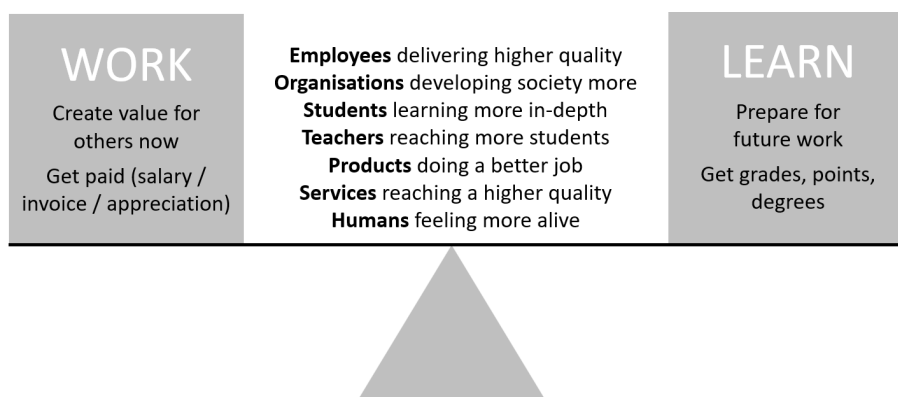 WORK
Create value for
others now
Get paid (salary /
invoice / appreciation)
Employees delivering higher quality
Organisations developing society more
Students learning more in-depth
Teachers reaching more students
Products doing a better job
Services reaching a higher quality
Humans feeling more alive
LEARN
Prepare for
future work
Get grades, points,
degrees